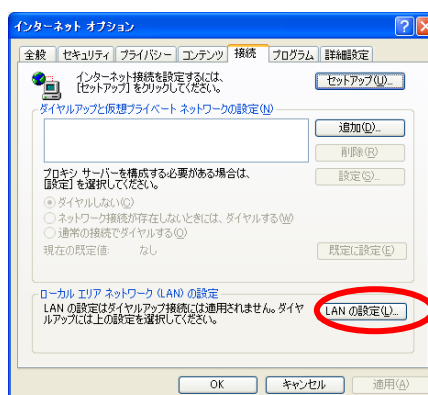 インターネット オプション
全般 セキュリティ プライバシー コンテンツ 接続 プログラム 詳細設定
インターネット接続を設定するには、
[セットアップ] をクリックしてください。
セットアップ(U)...
ダイヤルアップと仮想プライベート ネットワークの設定(N)
追加(D)...
削除(R)
プロキシ サーバーを構成する必要がある場合は、
[設定] を選択してください。
設定(S)...
ダイヤルしない(C)
ネットワーク接続が存在しないときには、ダイヤルする(W)
通常の接続でダイヤルする(O)
現在の既定値: なし
既定に設定(E)
ローカル エリア ネットワーク (LAN) の設定
LAN の設定はダイヤルアップ接続には適用されません。ダイヤ
ルアップには上の設定を選択してください。
LAN の設定(L)...
OK キャンセル 適用(A)